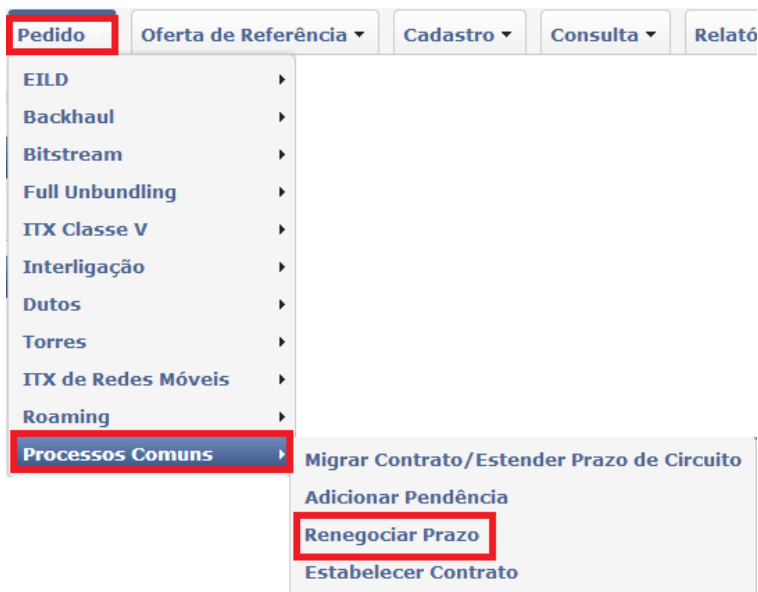 Pedido Oferta de Referência Cadastro Consulta Relató
EILD
Backhaul
Bitstream
Full Unbundling
ITX Classe V
Interligação
Dutos
Torres
ITX de Redes Móveis
Roaming
Processos Comuns
Migrar Contrato/Estender Prazo de Circuito
Adicionar Pendência
Renegociar Prazo
Estabelecer Contrato